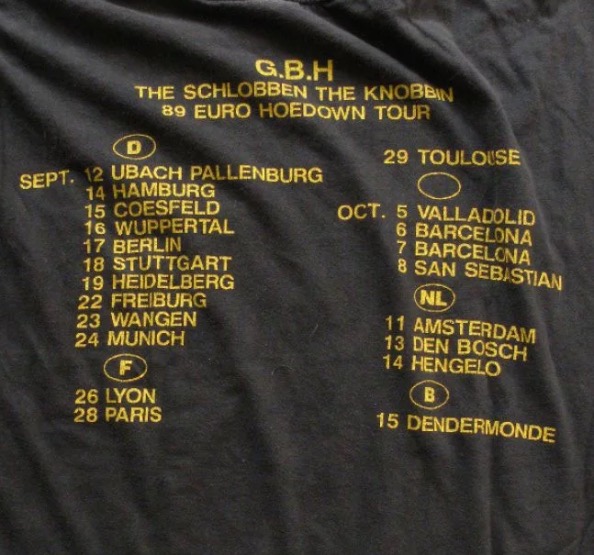 G.B.H
THE SCHLOBBEN THE KNOBBIN
89 EURO HOEDOWN TOUR
D
SEPT. 12 UBACH PALLENBURG
14 HAMBURG
15 COESFELD
16 WUPPERTAL
17 BERLIN
18 STUTTGART
19 HEIDELBERG
22 FREIBURG
23 WANGEN
24 MUNICH
F
26 LYON
28 PARIS
29 TOULOUSE
OCT. 5 VALLADOLID
6 BARCELONA
7 BARCELONA
8 SAN SEBASTIAN
NL
11 AMSTERDAM
13 DEN BOSCH
14 HENGELO
B
15 DENDERMONDE